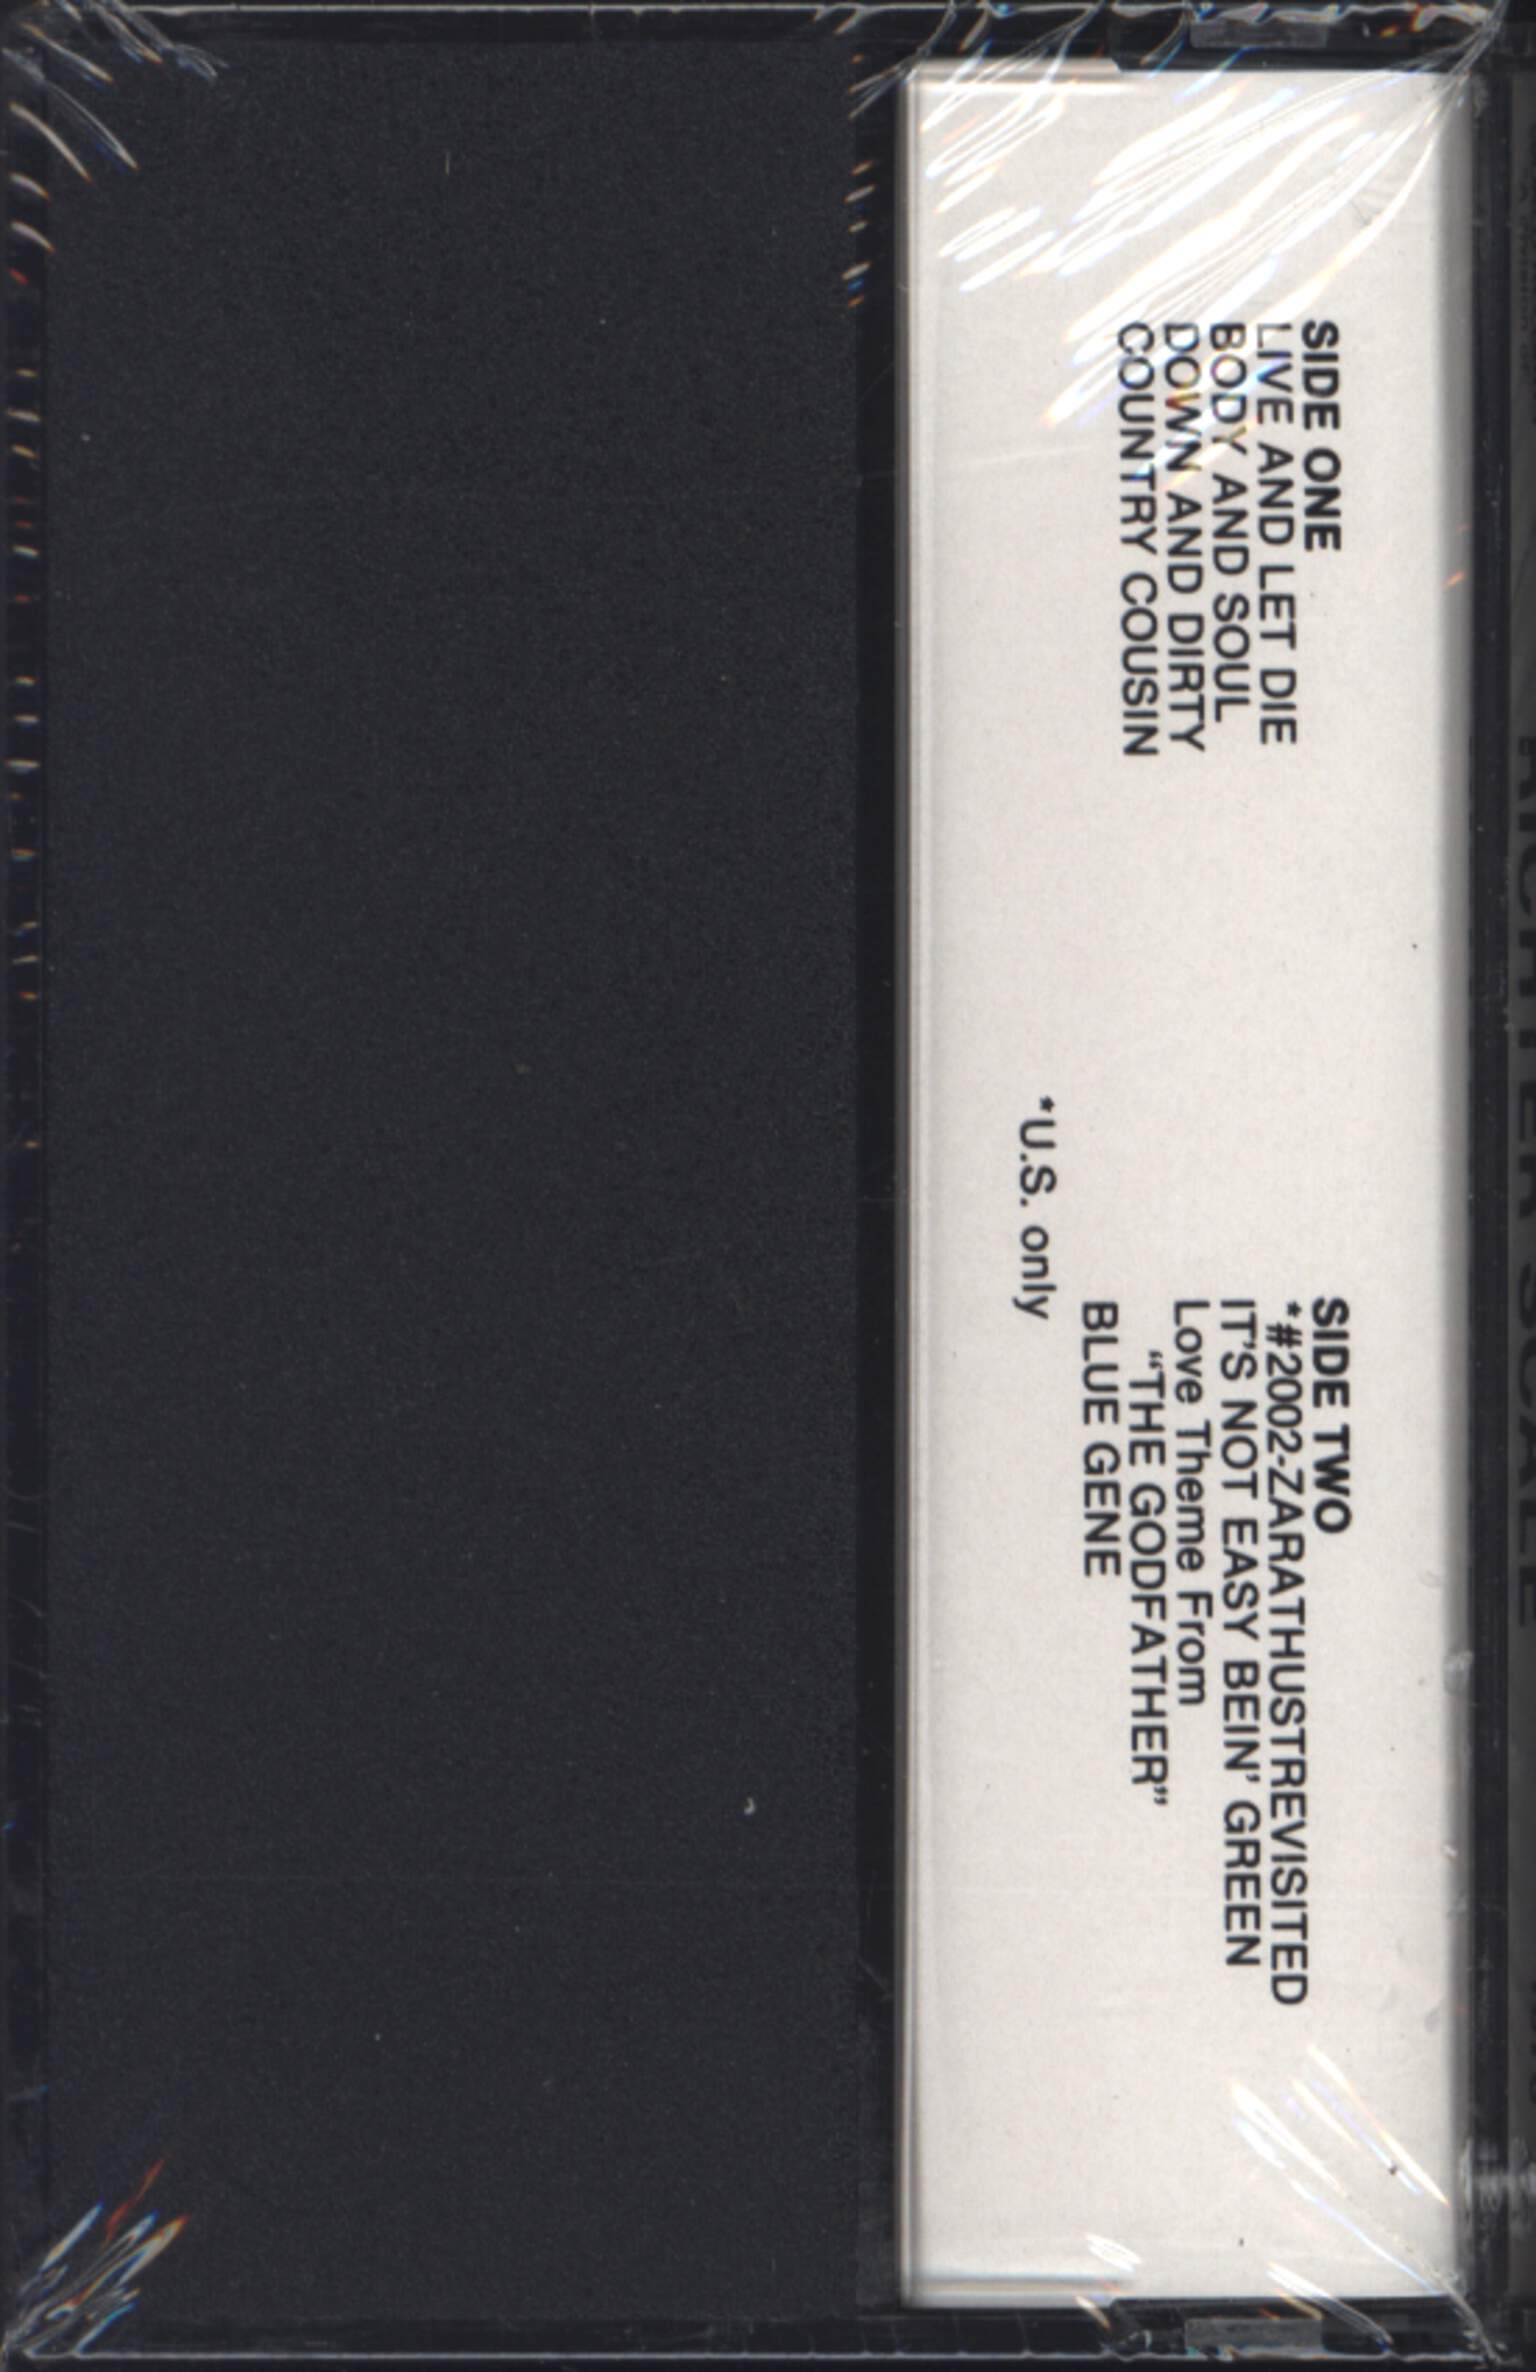 SIDE ONE
LIVE AND LET DIE
BODY AND SOUL
DOWN AND DIRTY
COUNTRY COUSIN
SIDE TWO
*#2002-ZARATHUSTREVISITED
IT'S NOT EASY BEIN' GREEN
Love Theme From
"THE GODFATHER"
BLUE GENE
*U.S. only